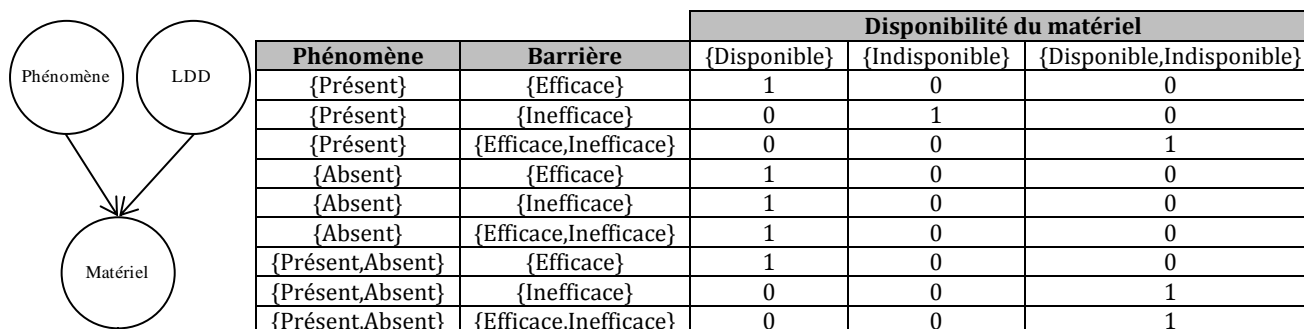 Phénomène
LDD
Matériel
Disponibilité du matériel
Phénomène Barrière {Disponible} {Indisponible} {Disponible,Indisponible}
{Présent} {Efficace} 1 0 0
{Présent} {Inefficace} 0 1 0
{Présent} {Efficace,Inefficace} 0 0 1
{Absent} {Efficace} 1 0 0
{Absent} {Inefficace} 1 0 0
{Absent} {Efficace,Inefficace} 1 0 0
{Présent,Absent} {Efficace} 1 0 0
{Présent,Absent} {Inefficace} 0 0 1
{Présent,Absent} {Efficace,Inefficace} 0 0 1